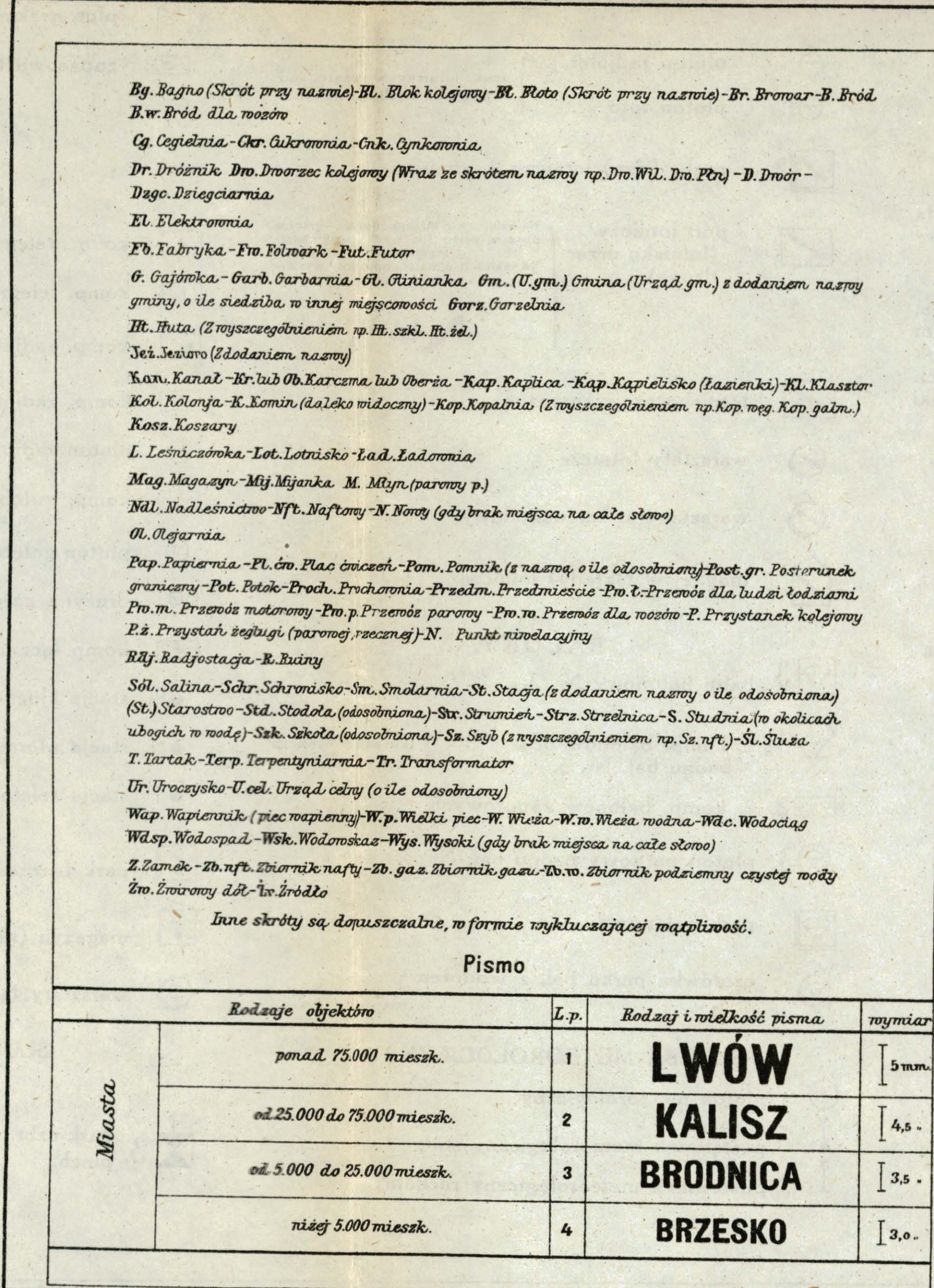 Bg. Bagno (Skrót przy nazwie)-Bl. Blok kolejowy-Bł. Błoto (Skrót przy nazwie)-Br. Browar-B. Bród
B.w. Bród dla wozów
Cg. Cegielnia-Ckr. Cukrownia-Cnk. Cynkownia
Dr. Dróżnik Dw. Dworzec kolejowy (Wraz ze skrótem nazwy np. Dw. Wil. Dw. Płn.) - D. Dwór-
Dzgc. Dziegciarnia
El. Elektrownia
Fb. Fabryka-Fw. Folwark-Fut. Futor
G. Gajówka-Garb. Garbarnia-Gl. Glinianka Gm. (U.gm.) Gmina (Urząd gm.) z dodaniem nazwy
gminy, o ile siedziba w innej miejscowości Gorz. Gorzelnia
Ht. Huta (Z wyszczególnieniem np. Ht. szkl. Ht. żel.)
Jez. Jezioro (Z dodaniem nazwy)
Kan. Kanał-Kr. lub Ob. Karczma lub Oberża-Kap. Kaplica-Kąp. Kąpielisko (Łazienki)-Kl. Klasztor
Kol. Kolonja-K. Komin (daleko widoczny)-Kop. Kopalnia (Z wyszczególnieniem np. Kop. węg. Kop. galm.)
Kosz. Koszary
L. Leśniczówka-Lot. Lotnisko-Ład. Ładownia
Mag. Magazyn-Mij. Mijanka M. Młyn (parowy p.)
Ndl. Nadleśnictwo-Nft. Naftowy-N. Nowy (gdy brak miejsca na całe słowo)
Ol. Olejarnia
Pap. Papiernia-Pl. ćw. Plac ćwiczeń-Pom. Pomnik (z nazwą o ile odosobniony)-Post. gr. Posterunek
graniczny-Pot. Potok-Proch. Prochownia-Przedm. Przedmieście-Pw. ł.-Przewóz dla ludzi łodziami
Pw. m. Przewóz motorowy-Pw. p. Przewóz parowy-Pw. w. Przewóz dla wozów-P. Przystanek kolejowy
P. ż. Przystań żeglugi (parowej, rzecznej)-N. Punkt niwelacyjny
Rdj. Radjostacja-R. Ruiny
Sól. Salina-Schr. Schronisko-Sm. Smolarnia-St. Stacja (z dodaniem nazwy o ile odosobniona)
(St.) Starostwo-Std. Stodoła (odosobniona)-Str. Strumień-Strz. Strzelnica-S. Studnia (w okolicach
ubogich w wodę)-Szk. Szkoła (odosobniona)-Sz. Szyb (z wyszczególnieniem np. Sz. nft.)-Śl. Śluza
T. Tartak-Terp. Terpentyniarnia-Tr. Transformator
Ur. Uroczysko-U.cel. Urząd celny (o ile odosobniony)
Wap. Wapiennik (piec wapienny)-W.p. Wielki piec-W. Wieża-W.w. Wieża wodna-Wdc. Wodociąg
Wdsp. Wodospad-Wsk. Wodowskaz-Wys. Wysoki (gdy brak miejsca na całe słowo)
Z. Zamek-Zb. nft. Zbiornik nafty-Zb. gaz. Zbiornik gazu-Zb. w. Zbiornik podziemny czystej wody
Żw. Żwirowy dół-Źr. Źródło
Inne skróty są dopuszczalne, w formie wykluczającej wątpliwość.
Pismo
Rodzaje objektów L.p. Rodzaj i wielkość pisma wymiar
Miasta
ponad 75.000 mieszk. 1 LWÓW 5 mm.
od 25.000 do 75.000 mieszk. 2 KALISZ 4,5 "
od 5.000 do 25.000 mieszk. 3 BRODNICA 3,5 "
niżej 5.000 mieszk. 4 BRZESKO 3,0 "